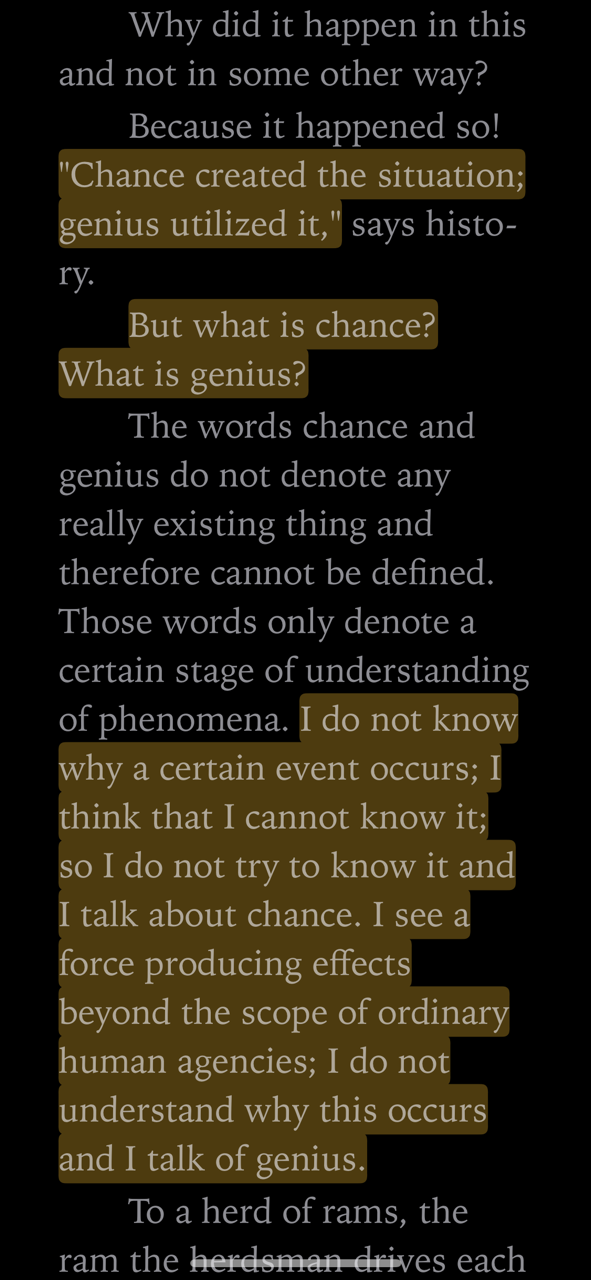 Why did it happen in this
and not in some other way?
Because it happened so!
"Chance created the situation;
genius utilized it," says histo-
ry.
But what is chance?
What is genius?
The words chance and
genius do not denote any
really existing thing and
therefore cannot be defined.
Those words only denote a
certain stage of understanding
of phenomena. I do not know
why a certain event occurs; I
think that I cannot know it;
so I do not try to know it and
I talk about chance. I see a
force producing effects
beyond the scope of ordinary
human agencies; I do not
understand why this occurs
and I talk of genius.
To a herd of rams, the
ram the herdsman drives each